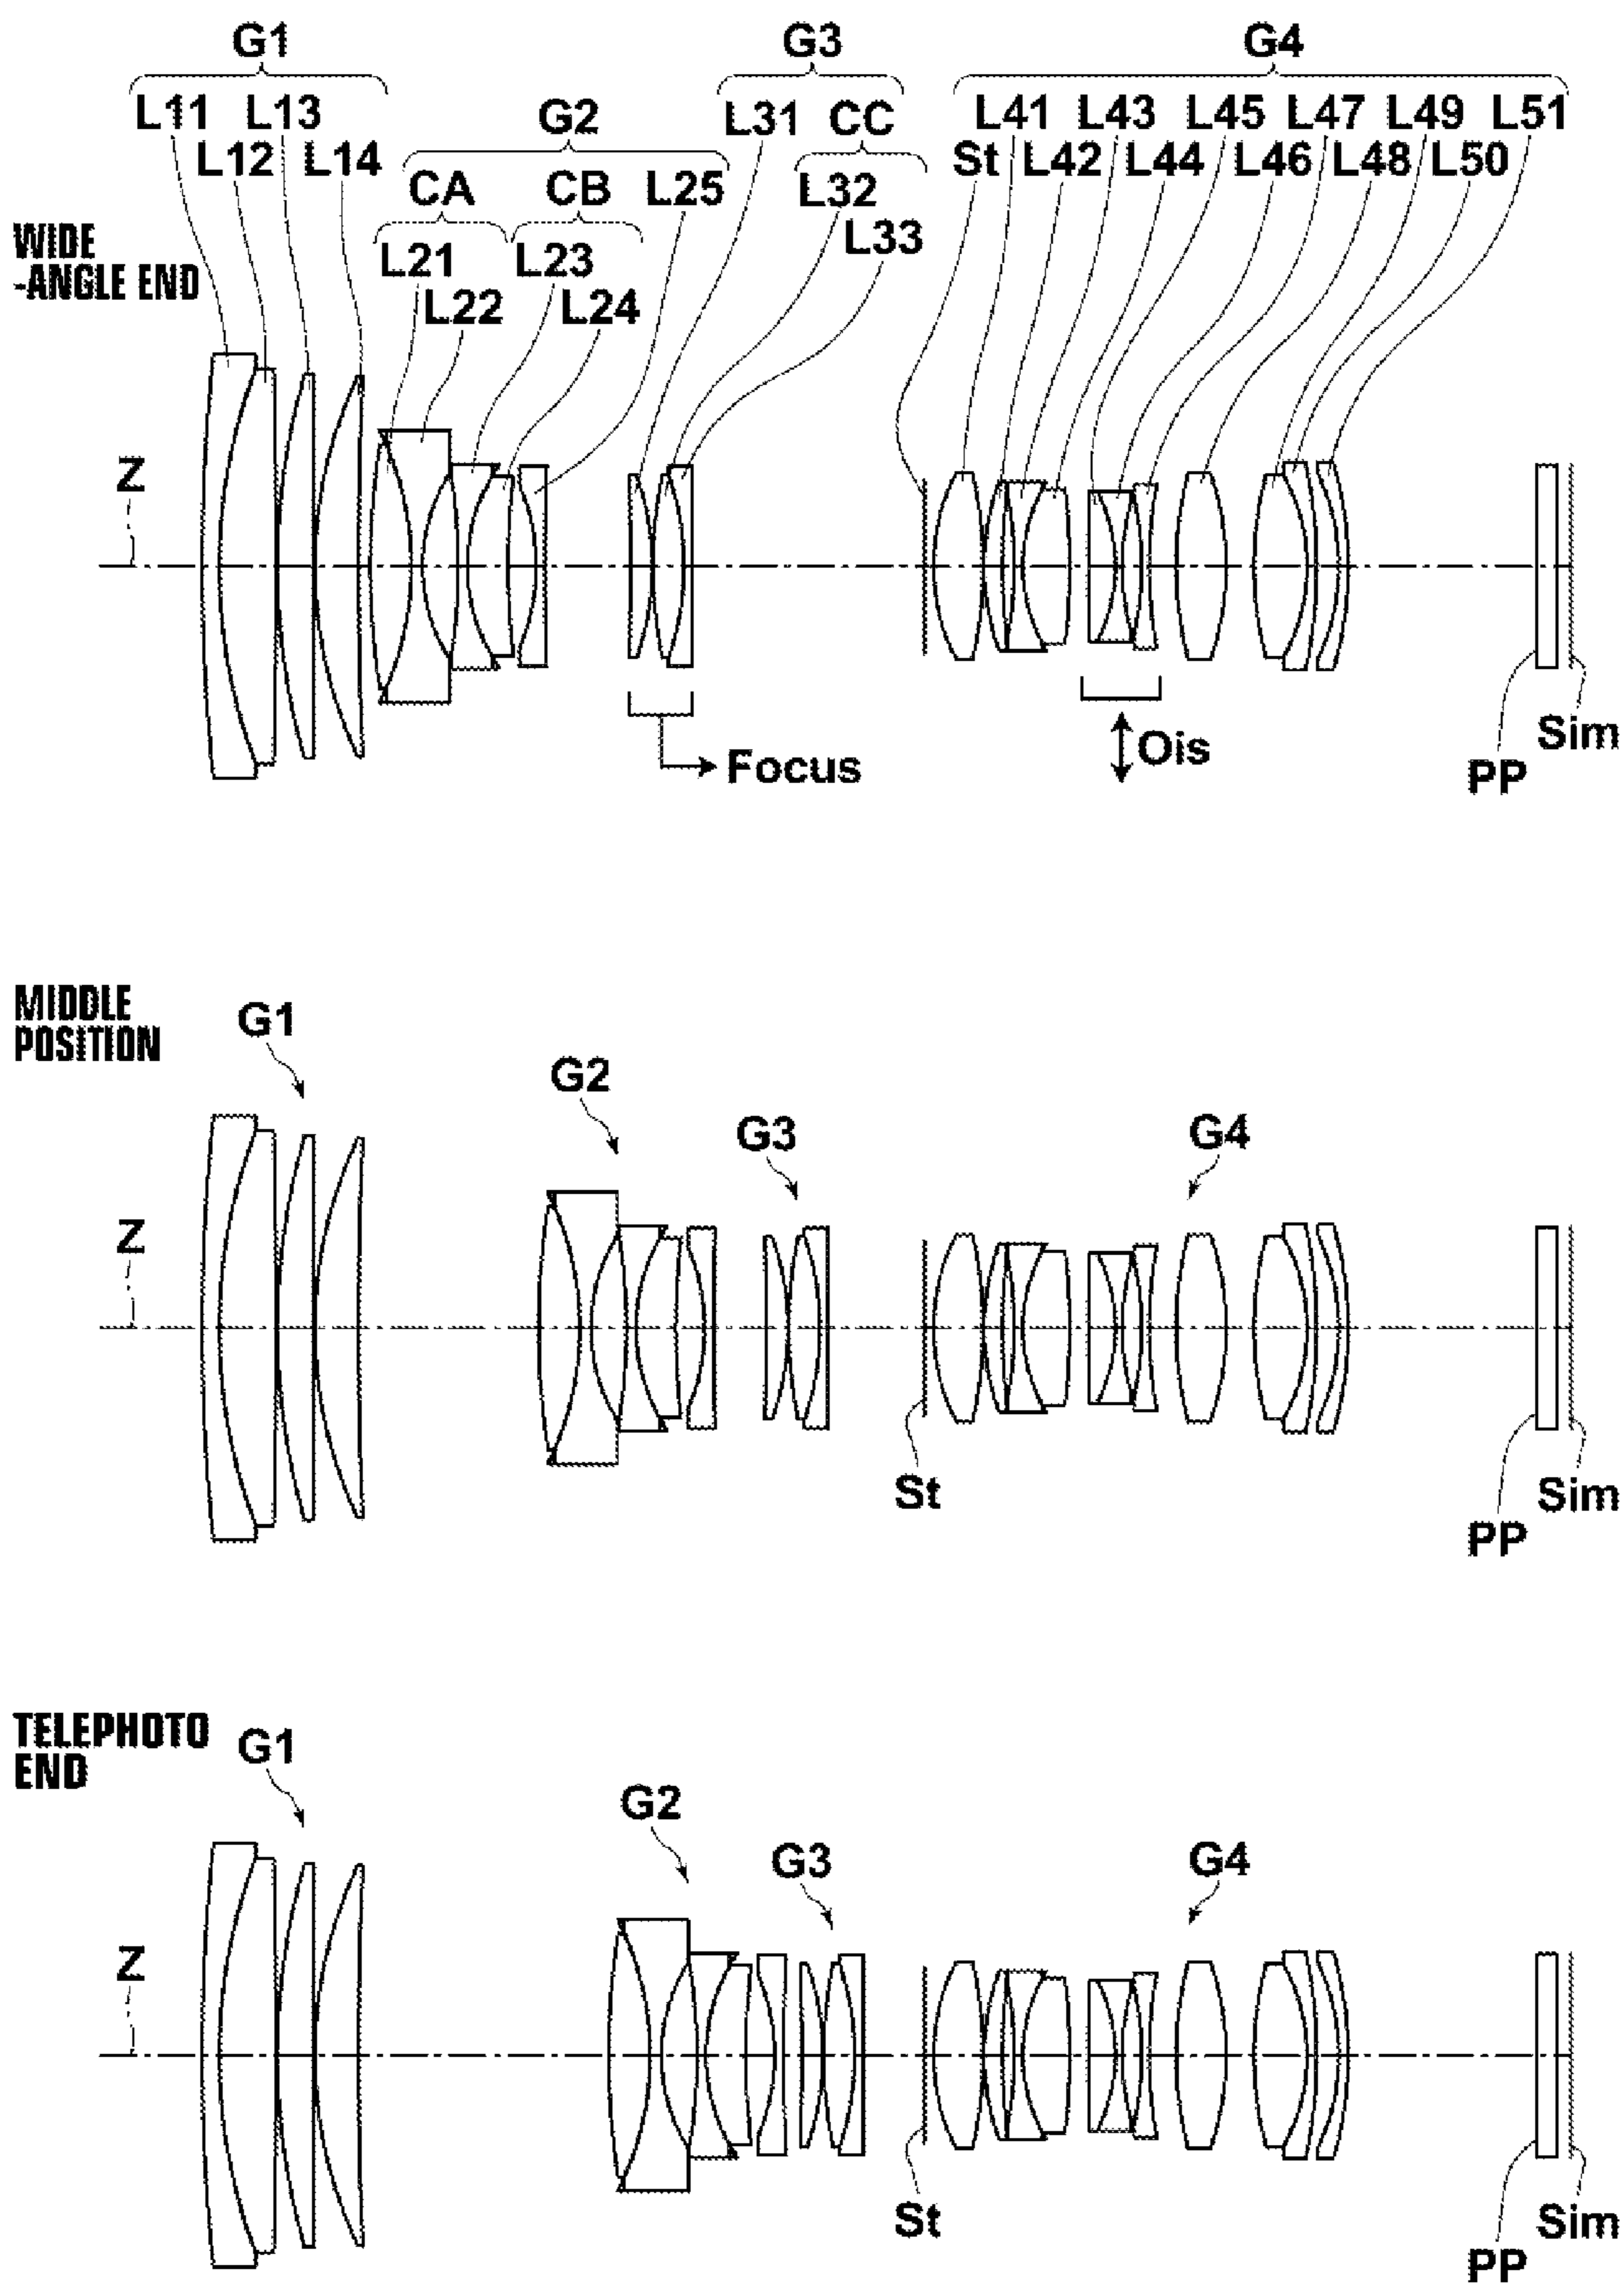 G1 G3 G4
L11 L13 G2 L31 CC L41 L43 L45 L47 L49 L51
L12 L14 CA CB L25 L32 St L42 L44 L46 L48 L50
WIDE
-ANGLE END
L21 L23 L33
L22 L24
Z
Focus
Ois
PP
Sim
MIDDLE
POSITION
G1
G2
G3
G4
Z
St
PP
Sim
TELEPHOTO
END
G1
G2
G3
G4
Z
St
PP
Sim